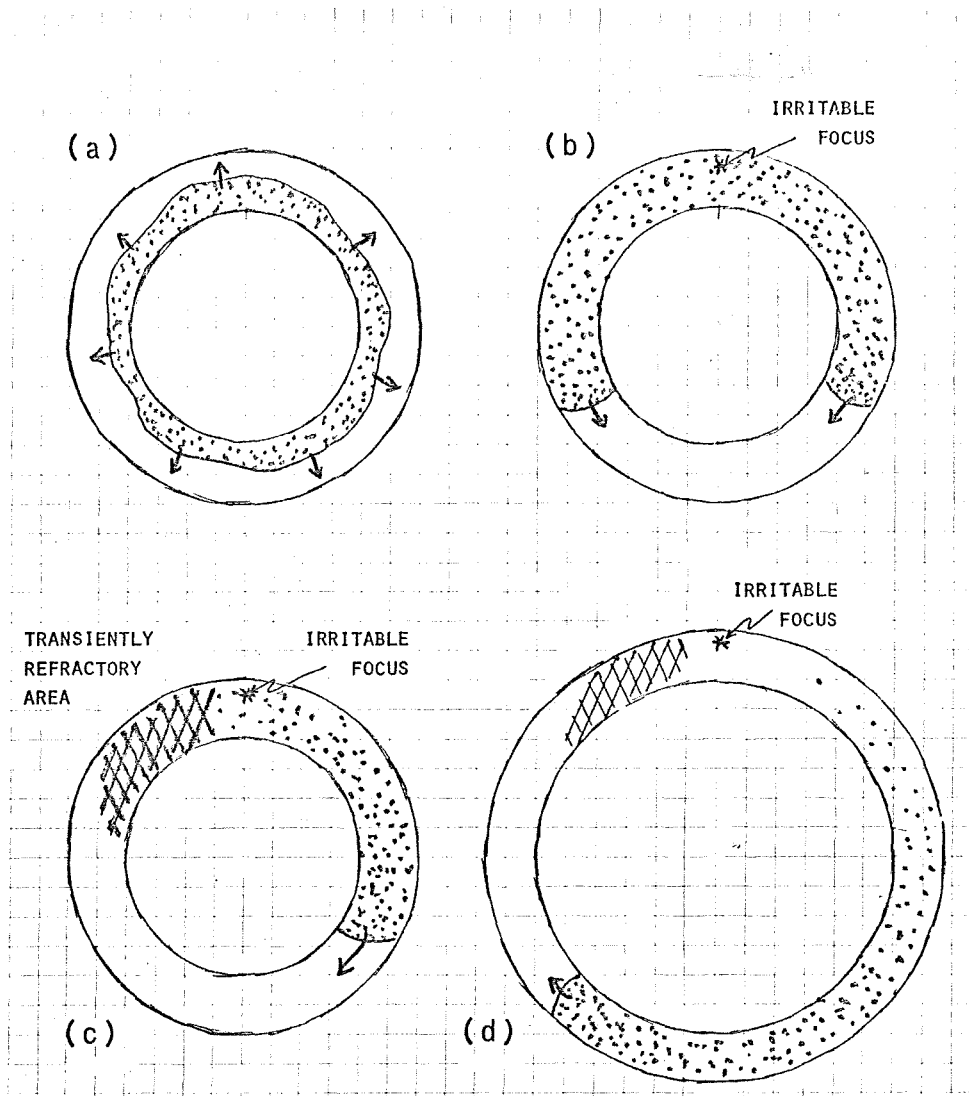 (a)
(b)
IRRITABLE
FOCUS
TRANSIENTLY
REFRACTORY
AREA
IRRITABLE
FOCUS
(c)
IRRITABLE
FOCUS
(d)